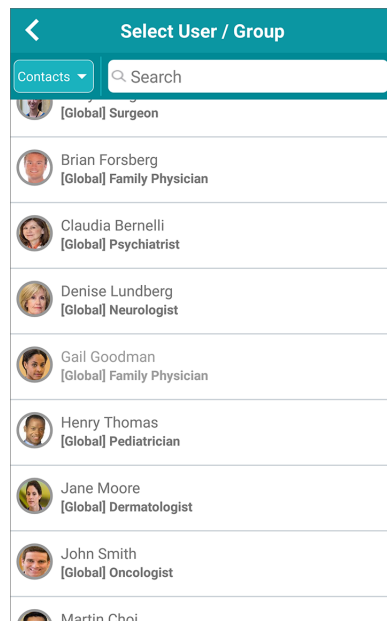 Select User / Group
Contacts
Search
[Global] Surgeon
Brian Forsberg
[Global] Family Physician
Claudia Bernelli
[Global] Psychiatrist
Denise Lundberg
[Global] Neurologist
Gail Goodman
[Global] Family Physician
Henry Thomas
[Global] Pediatrician
Jane Moore
[Global] Dermatologist
John Smith
[Global] Oncologist
Martin Choi